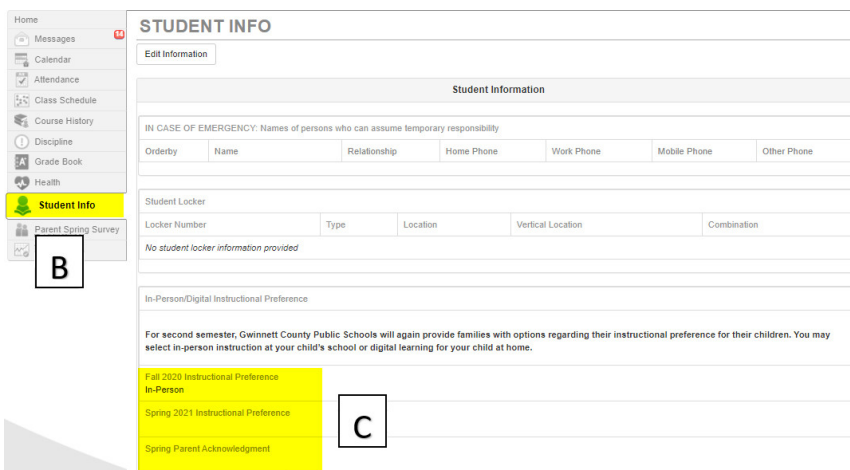 Home
Messages
14
Calendar
Attendance
Class Schedule
Course History
Discipline
Grade Book
Health
Student Info
Parent Spring Survey
B
STUDENT INFO
Edit Information
Student Information
IN CASE OF EMERGENCY: Names of persons who can assume temporary responsibility
Orderby Name Relationship Home Phone Work Phone Mobile Phone Other Phone
Student Locker
Locker Number Type Location Vertical Location Combination
No student locker information provided
In-Person/Digital Instructional Preference
For second semester, Gwinnett County Public Schools will again provide families with options regarding their instructional preference for their children. You may
select in-person instruction at your child's school or digital learning for your child at home.
Fall 2020 Instructional Preference
In-Person
Spring 2021 Instructional Preference
C
Spring Parent Acknowledgment